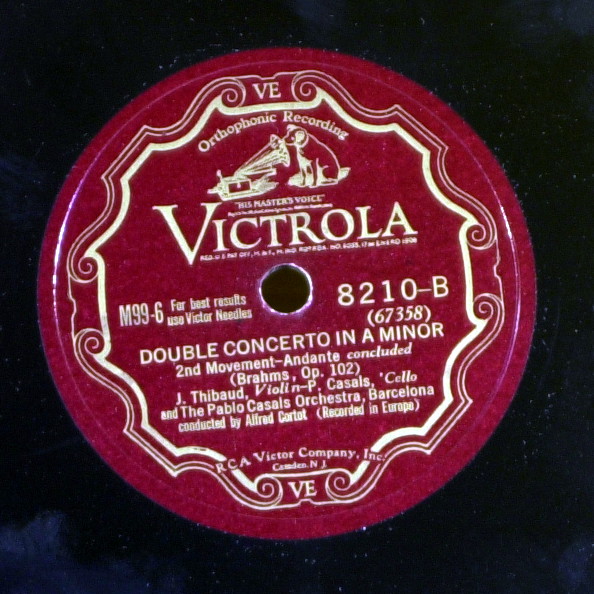 VE
Orthophonic Recording
"HIS MASTER'S VOICE"
VICTROLA
M99-6 For best results
use Victor Needles
8210-B
(67358)
DOUBLE CONCERTO IN A MINOR
2nd Movement-Andante concluded
(Brahms, Op. 102)
J. Thibaud, Violin-P. Casals, 'Cello
and The Pablo Casals Orchestra, Barcelona
conducted by Alfred Cortot (Recorded in Europe)
RCA Victor Company, Inc.
Camden. N J.
VE